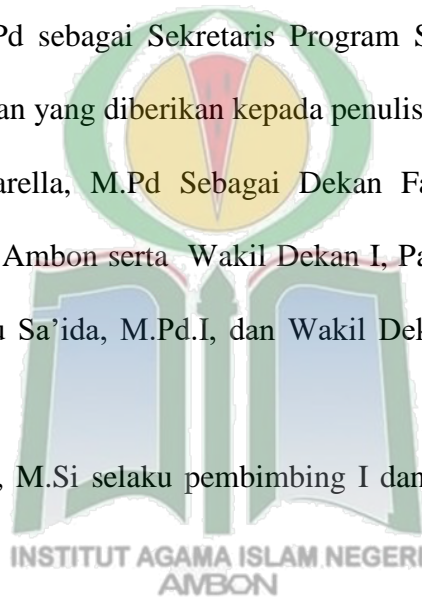 Pd sebagai Sekretaris Program S
an yang diberikan kepada penulis
arella, M.Pd Sebagai Dekan Fa
Ambon serta Wakil Dekan I, Pa
u Sa’ida, M.Pd.I, dan Wakil Dek
, M.Si selaku pembimbing I dan
INSTITUT AGAMA ISLAM NEGERI
AMBON